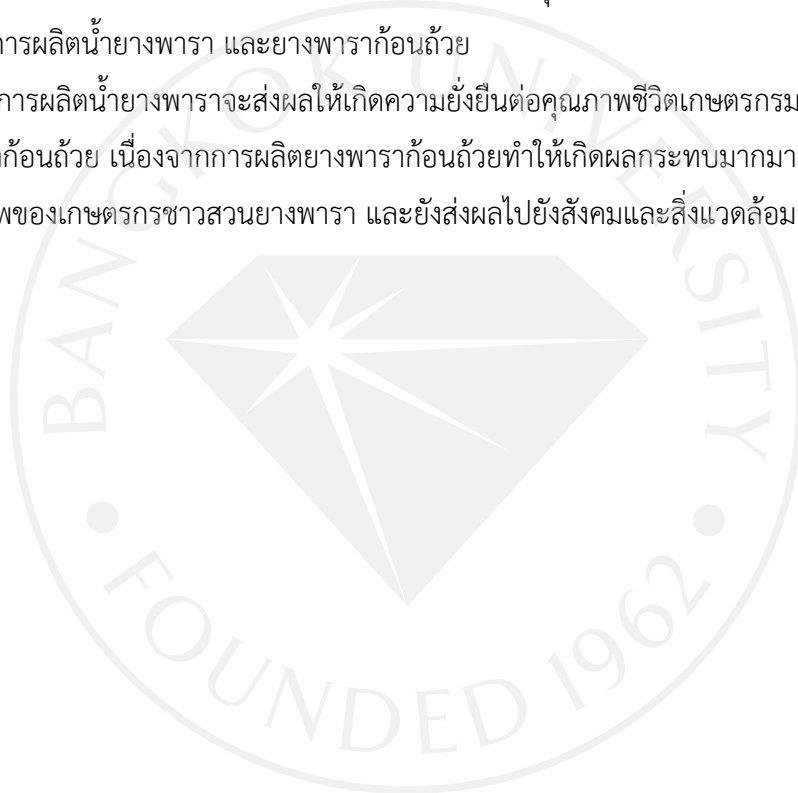 การผลิตน้ำยางพารา และยางพาราก้อนถ้วย
การผลิตน้ำยางพาราจะส่งผลให้เกิดความยั่งยืนต่อคุณภาพชีวิตเกษตรกรม
ก้อนถ้วย เนื่องจากการผลิตยางพาราก้อนถ้วยทำให้เกิดผลกระทบมากมา
พของเกษตรกรชาวสวนยางพารา และยังส่งผลไปยังสังคมและสิ่งแวดล้อม
BANGKOK UNIVERSITY
FOUNDED 1962